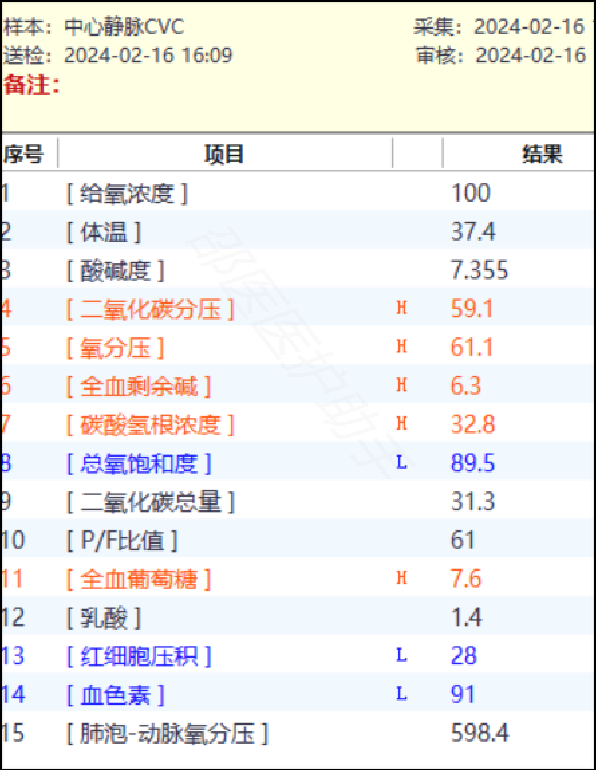 样本：中心静脉CVC 采集：2024-02-16
送检：2024-02-16 16:09 审核：2024-02-16
备注：
序号 项目 结果
1 [ 给氧浓度 ] 100
2 [ 体温 ] 37.4
3 [ 酸碱度 ] 7.355
4 [ 二氧化碳分压 ] H 59.1
5 [ 氧分压 ] H 61.1
6 [ 全血剩余碱 ] H 6.3
7 [ 碳酸氢根浓度 ] H 32.8
8 [ 总氧饱和度 ] L 89.5
9 [ 二氧化碳总量 ] 31.3
10 [ P/F比值 ] 61
11 [ 全血葡萄糖 ] H 7.6
12 [ 乳酸 ] 1.4
13 [ 红细胞压积 ] L 28
14 [ 血色素 ] L 91
15 [ 肺泡-动脉氧分压 ] 598.4
邵医医护助手